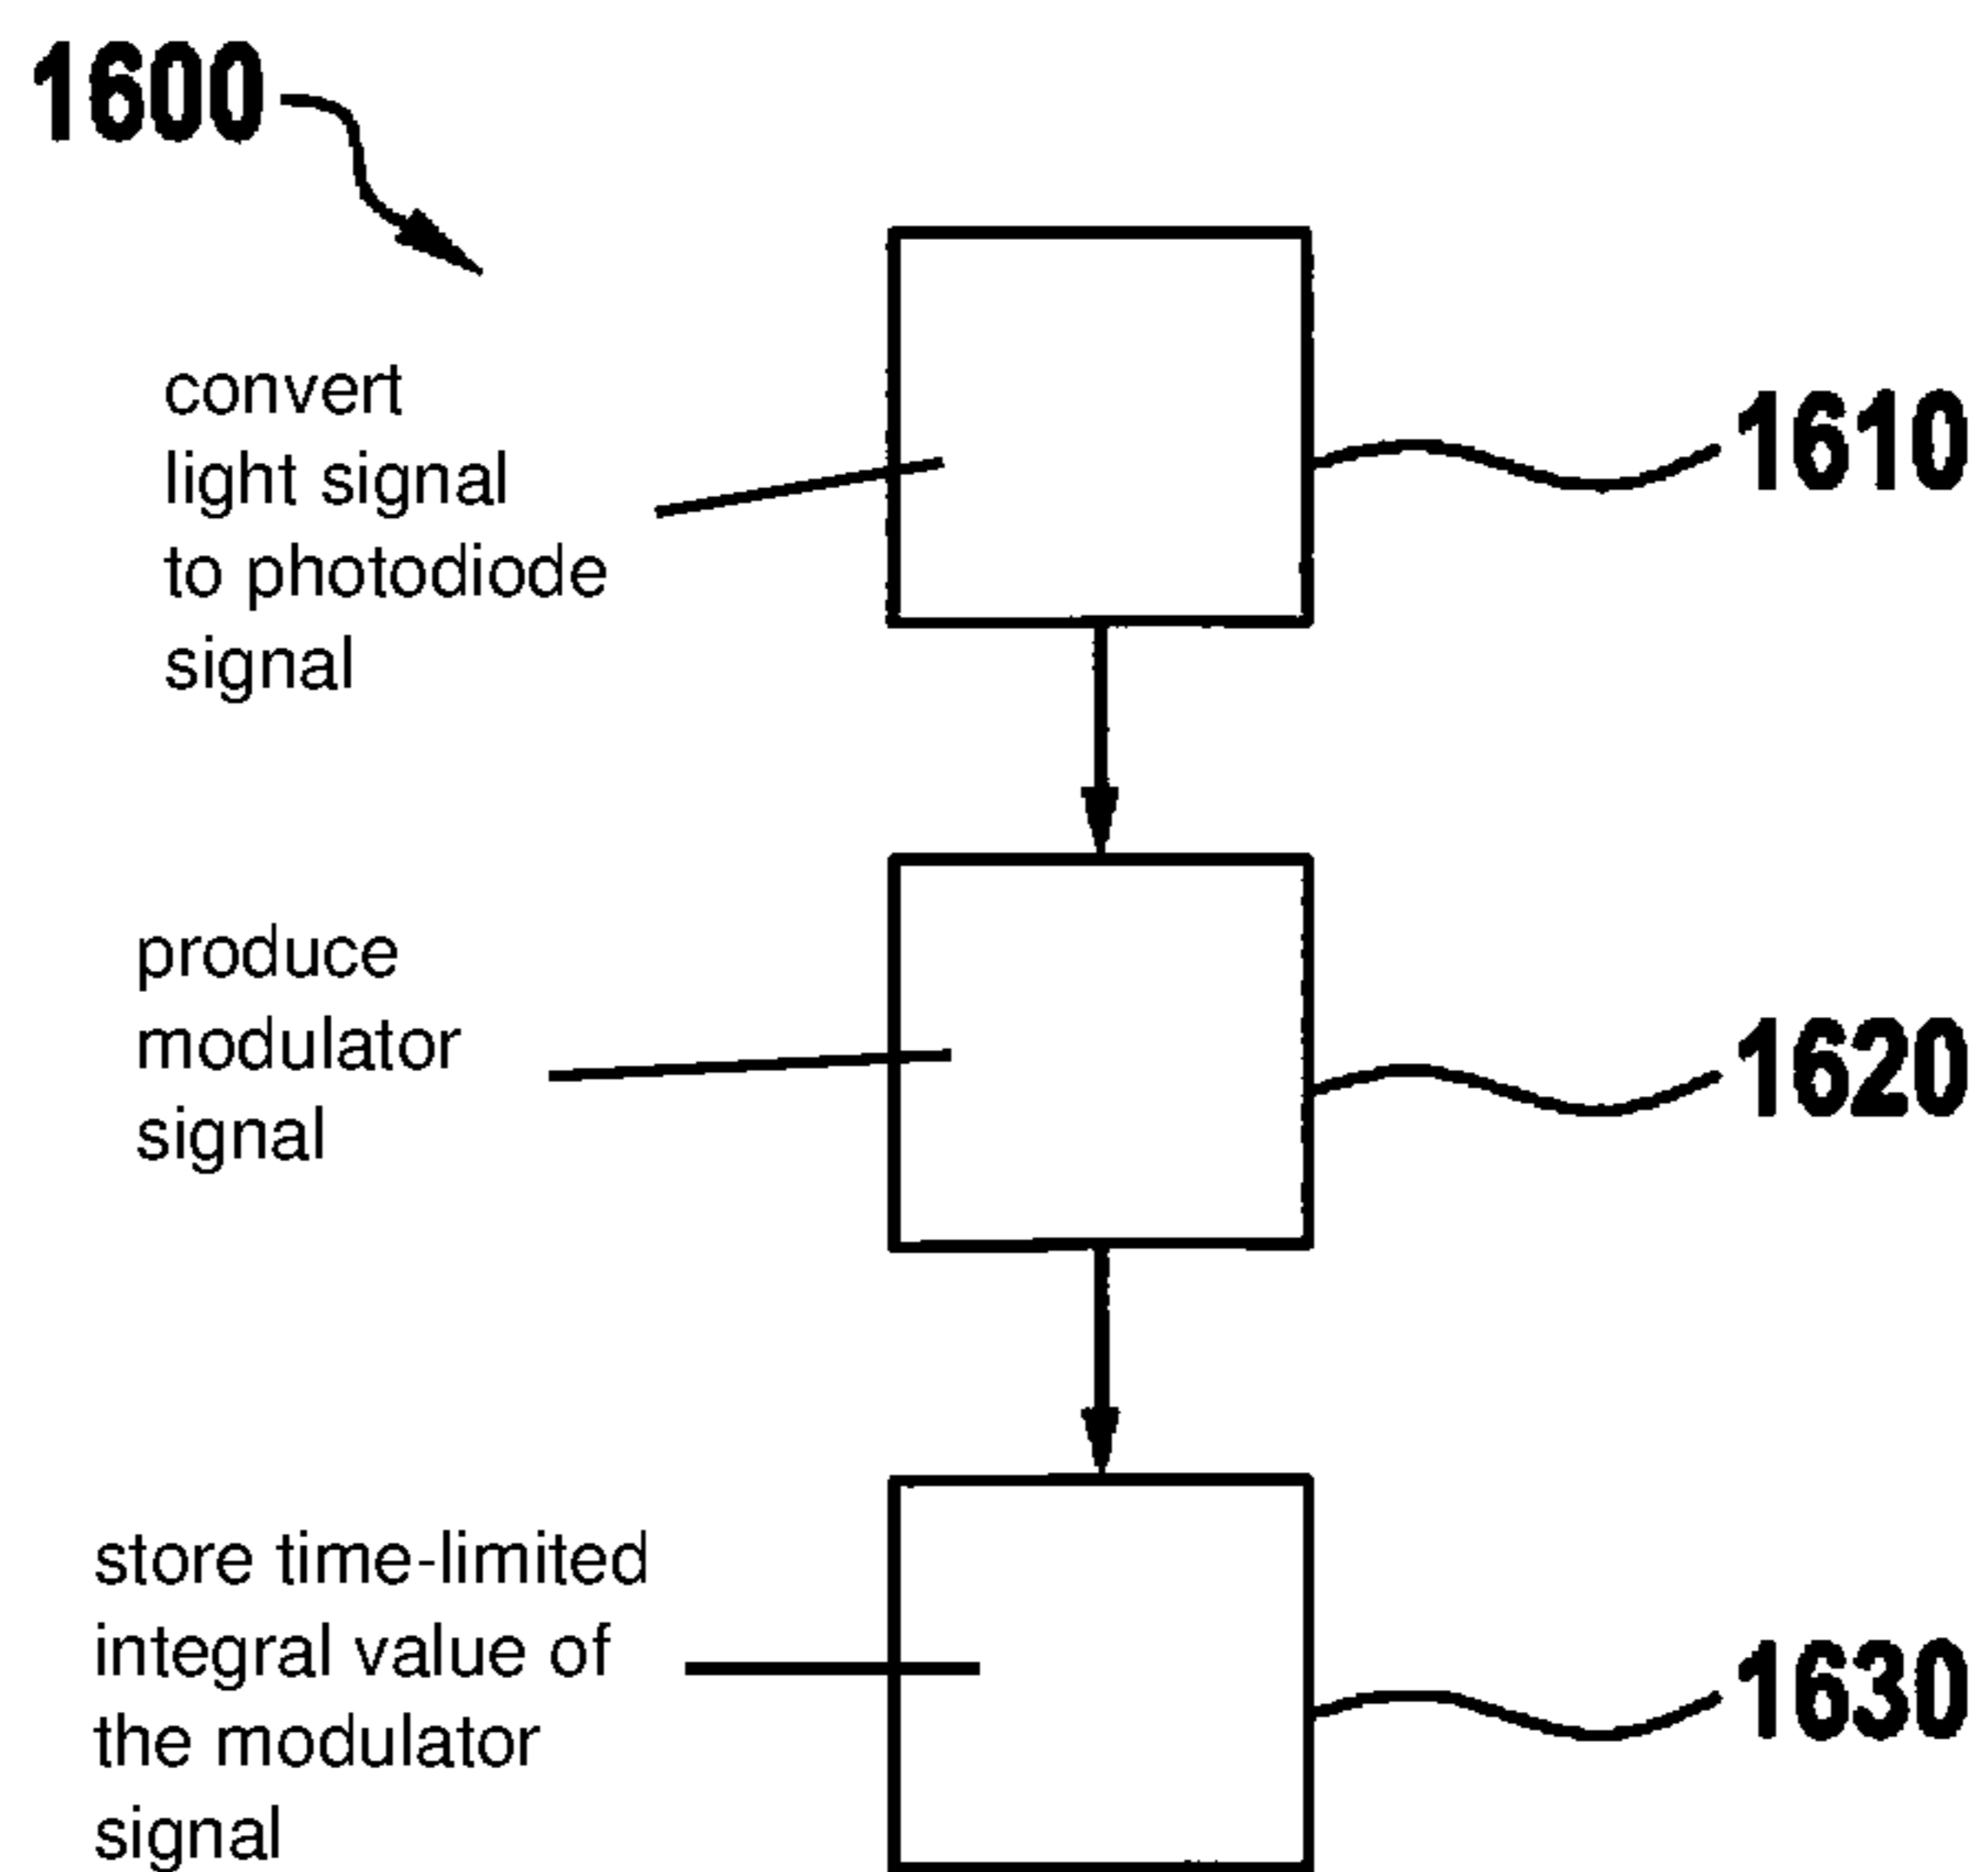 1600
convert
light signal
to photodiode
signal
1610
produce
modulator
signal
1620
store time-limited
integral value of
the modulator
signal
1630